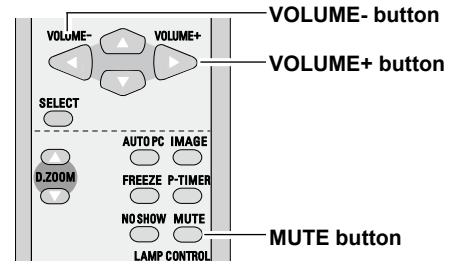 VOLUME- button
VOLUME- VOLUME+
VOLUME+ button
SELECT
AUTO PC IMAGE
D.ZOOM
FREEZE P-TIMER
NO SHOW MUTE
MUTE button
LAMP CONTROL